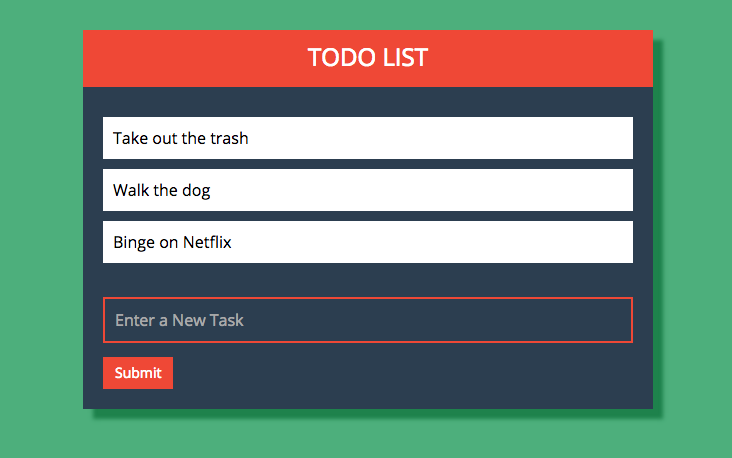 TODO LIST
Take out the trash
Walk the dog
Binge on Netflix
Enter a New Task
Submit